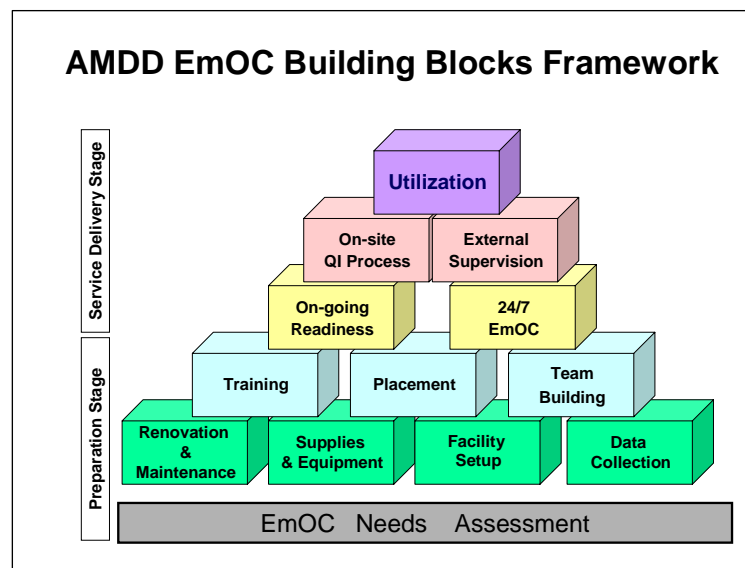 AMDD EmOC Building Blocks Framework
Service Delivery Stage
Utilization
On-site
QI Process
External
Supervision
On-going
Readiness
24/7
EmOC
Preparation Stage
Training
Placement
Team
Building
Renovation
&
Maintenance
Supplies
& Equipment
Facility
Setup
Data
Collection
EmOC Needs Assessment